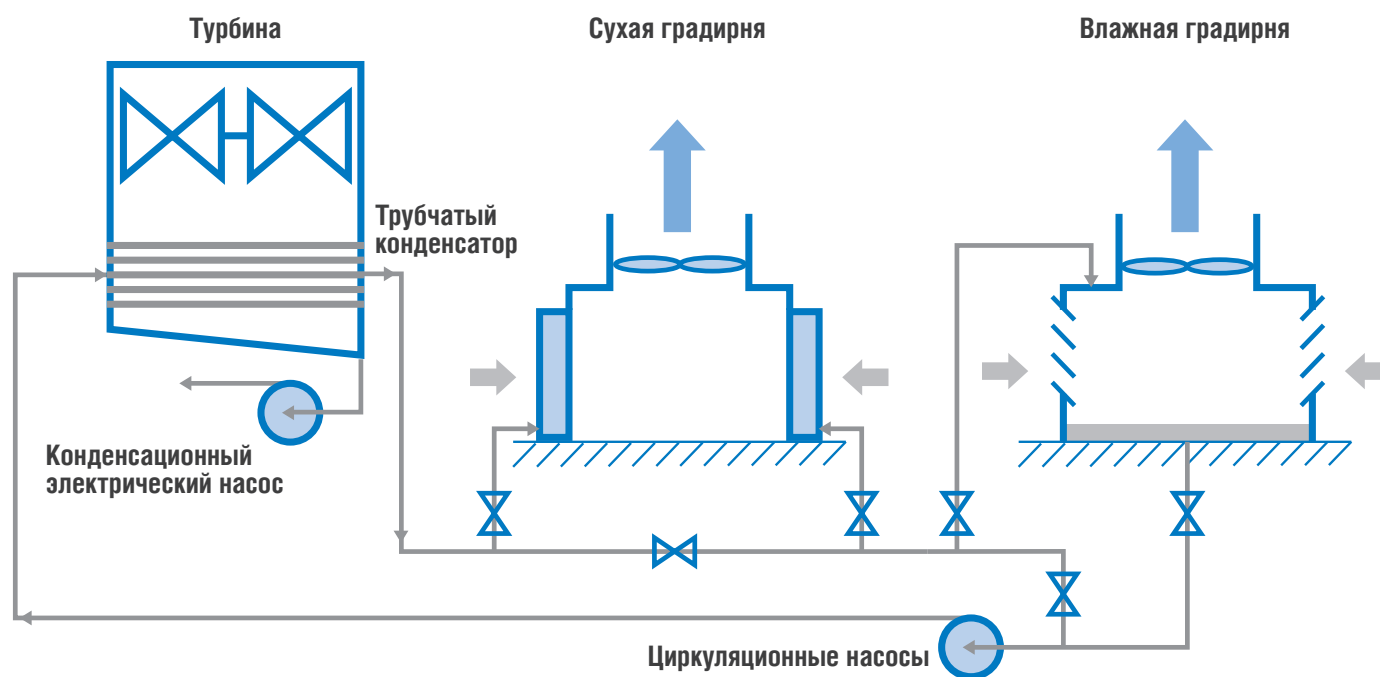 Турбина
Сухая градирня
Влажная градирня
Трубчатый
конденсатор
Конденсационный
электрический насос
Циркуляционные насосы